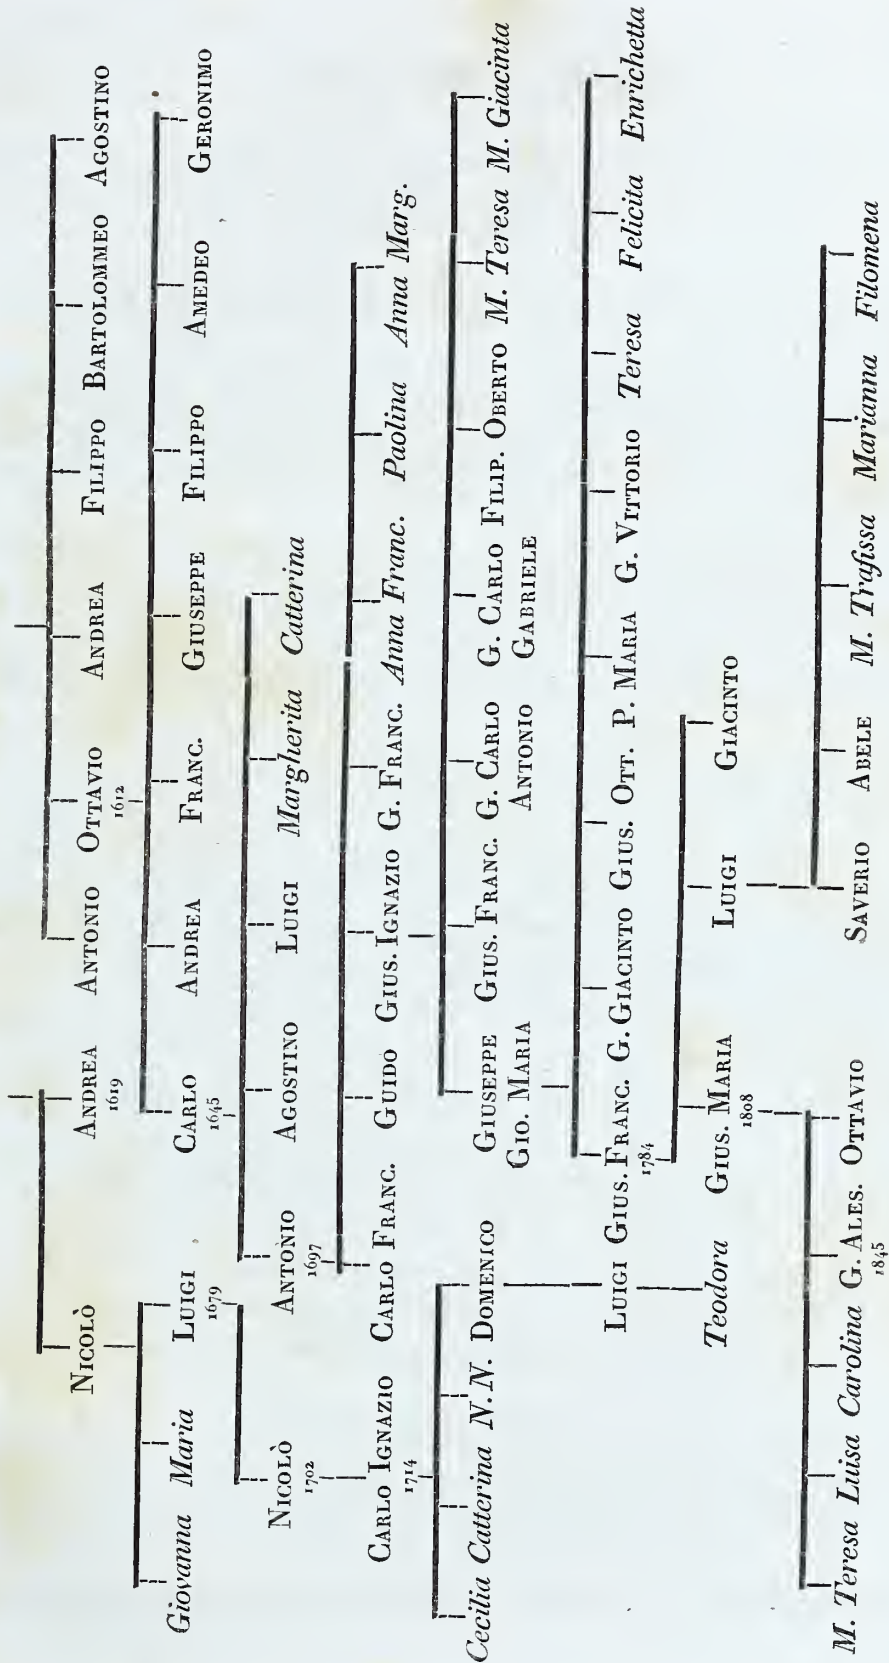 NICOLÒ ANDREA ANTONIO OTTAVIO ANDREA FILIPPO BARTOLOMMEO AGOSTINO
1619 1612
Giovanna Maria LUIGI CARLO ANDREA FRANC. GIUSEPPE FILIPPO AMEDEO GERONIMO
1679 1645
NICOLÒ ANTONIO AGOSTINO LUIGI Margherita Catterina
1702 1697
CARLO IGNAZIO CARLO FRANC. GUIDO GIUS. IGNAZIO G. FRANC. Anna Franc. Paolina Anna Marg.
1714
Cecilia Catterina N.N. DOMENICO GIUSEPPE GIUS. FRANC. G. CARLO G. CARLO FILIP. OBERTO M. Teresa M. Giacinta
GIO. MARIA ANTONIO GABRIELE
LUIGI GIUS. FRANC. G. GIACINTO GIUS. OTT. P. MARIA G. VITTORIO Teresa Felicita Enrichetta
1784
Teodora GIUS. MARIA LUIGI GIACINTO
1808
M. Teresa Luisa Carolina G. ALES. OTTAVIO SAVERIO ABELE M. Trafissa Marianna Filomena
1845